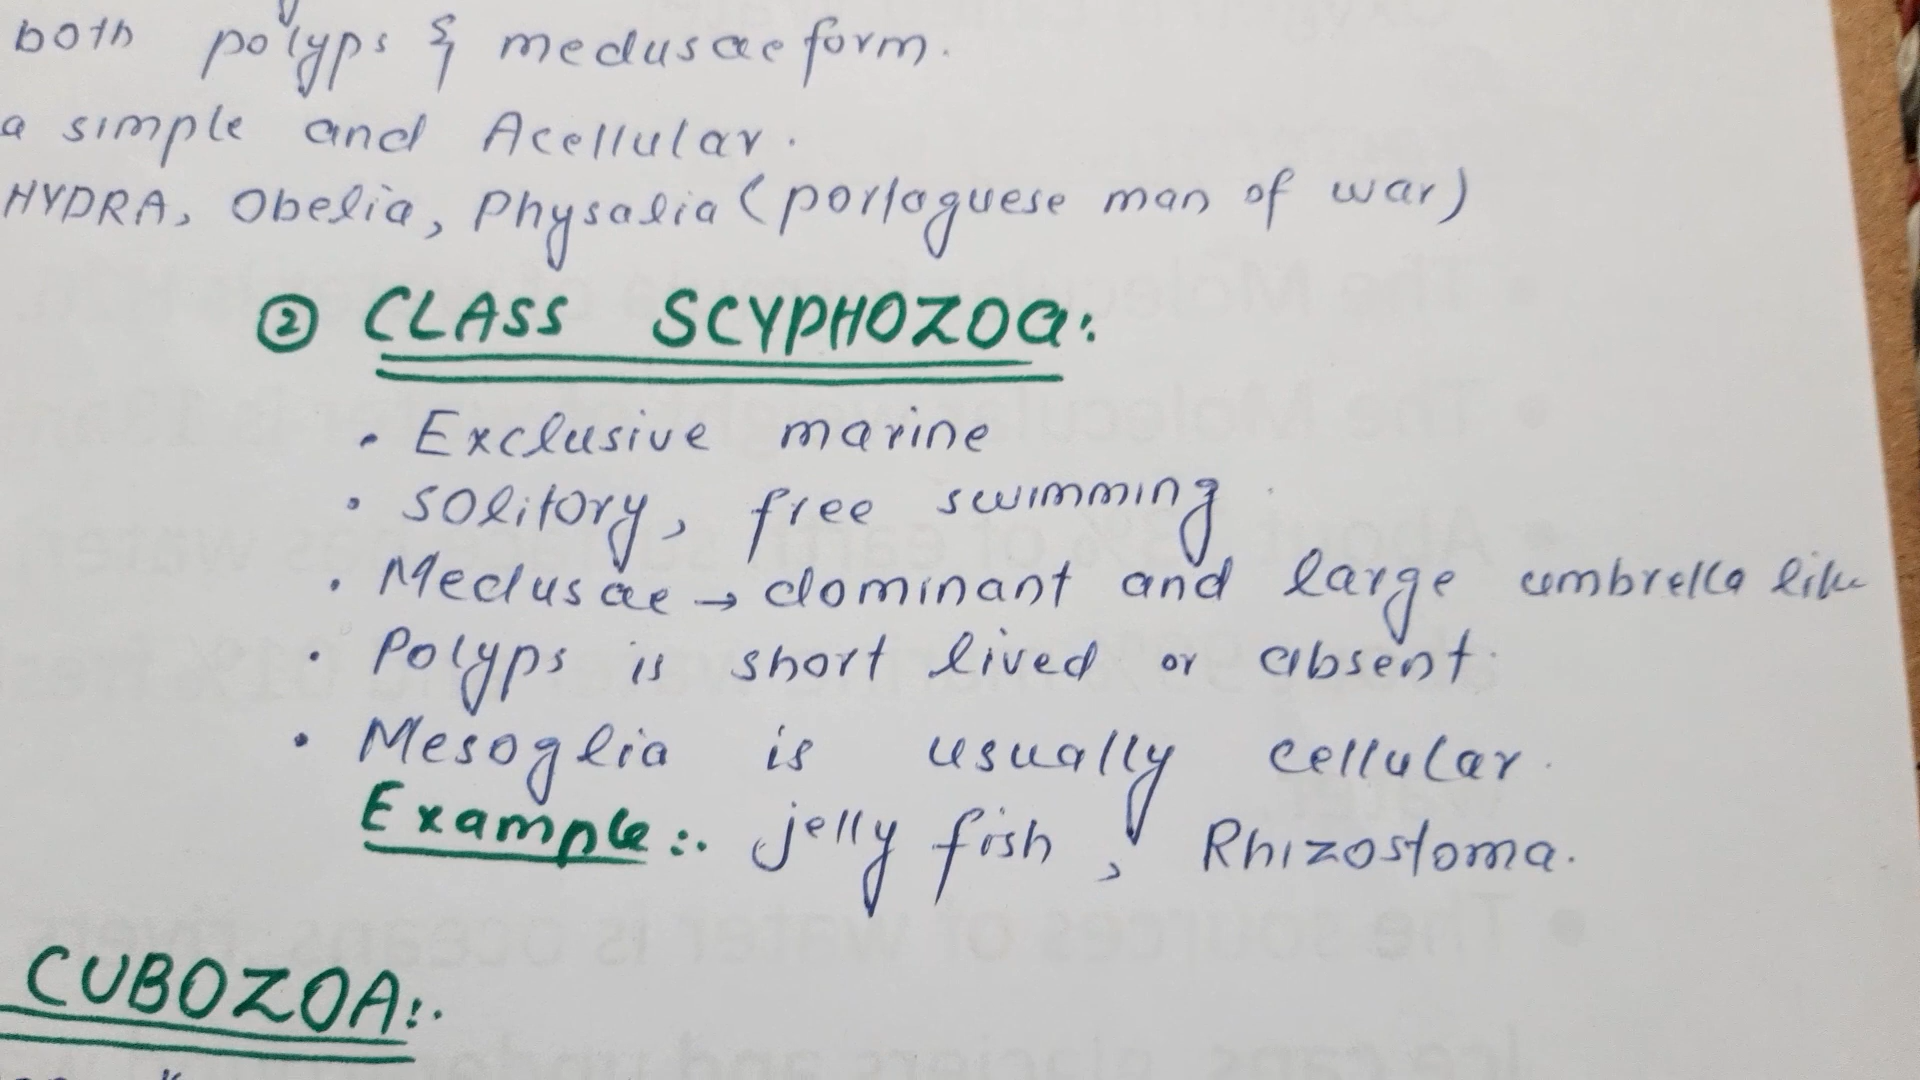 both polyps & medusae form.
a simple and Acellular.
HYDRA, Obelia, Physalia (portaguese man of war)
② CLASS SCYPHOZOa:.
• Exclusive marine
• Solitory, free swimming
• Medusae → dominant and large umbrella like
• Polyps is short lived or absent.
• Mesoglia is usually cellular.
Example:. jelly fish, Rhizostoma.
CUBOZOA:.